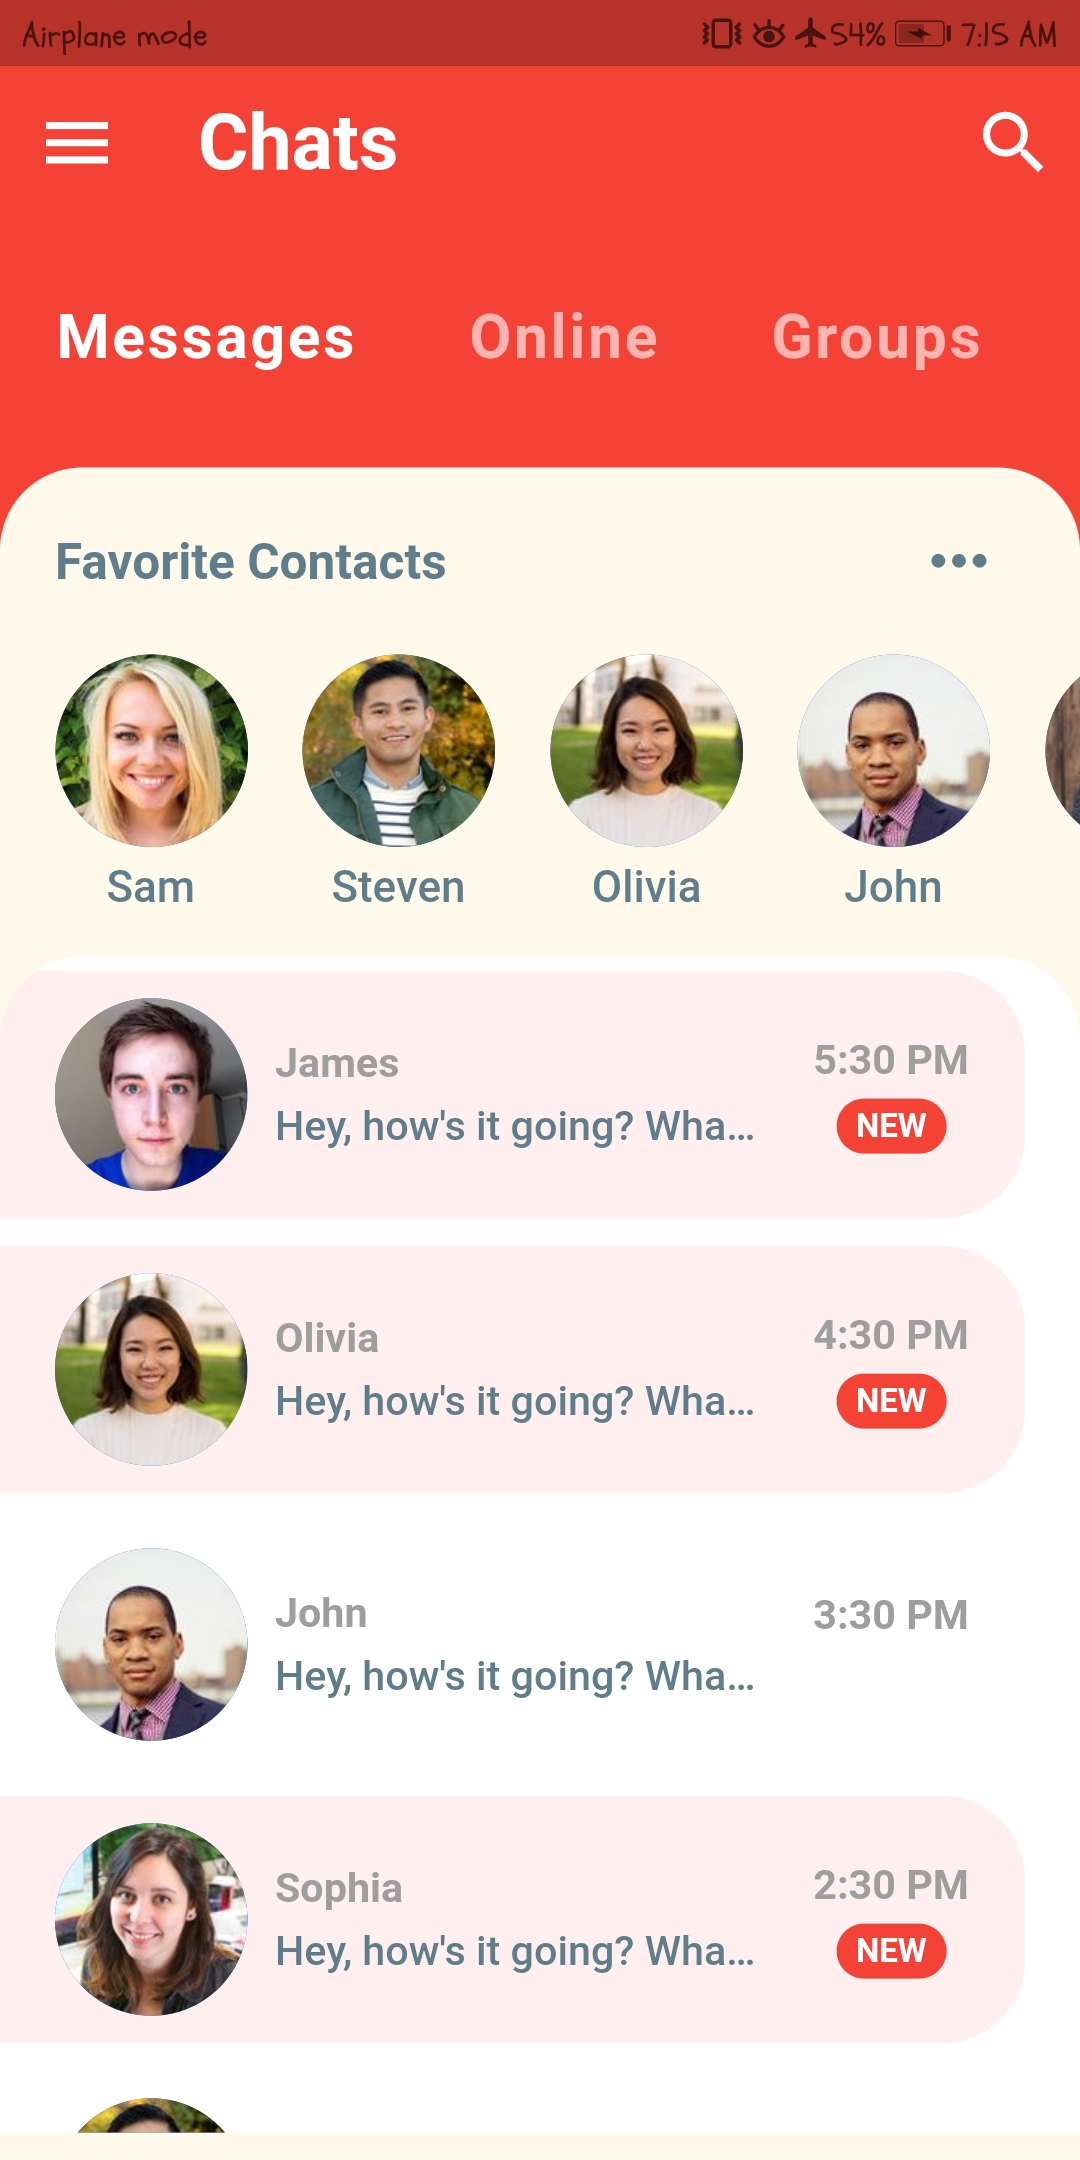 Airplane mode 54% 7:15 AM
Chats
Messages Online Groups
Favorite Contacts
Sam Steven Olivia John
James 5:30 PM
Hey, how's it going? Wha... NEW
Olivia 4:30 PM
Hey, how's it going? Wha... NEW
John 3:30 PM
Hey, how's it going? Wha...
Sophia 2:30 PM
Hey, how's it going? Wha... NEW